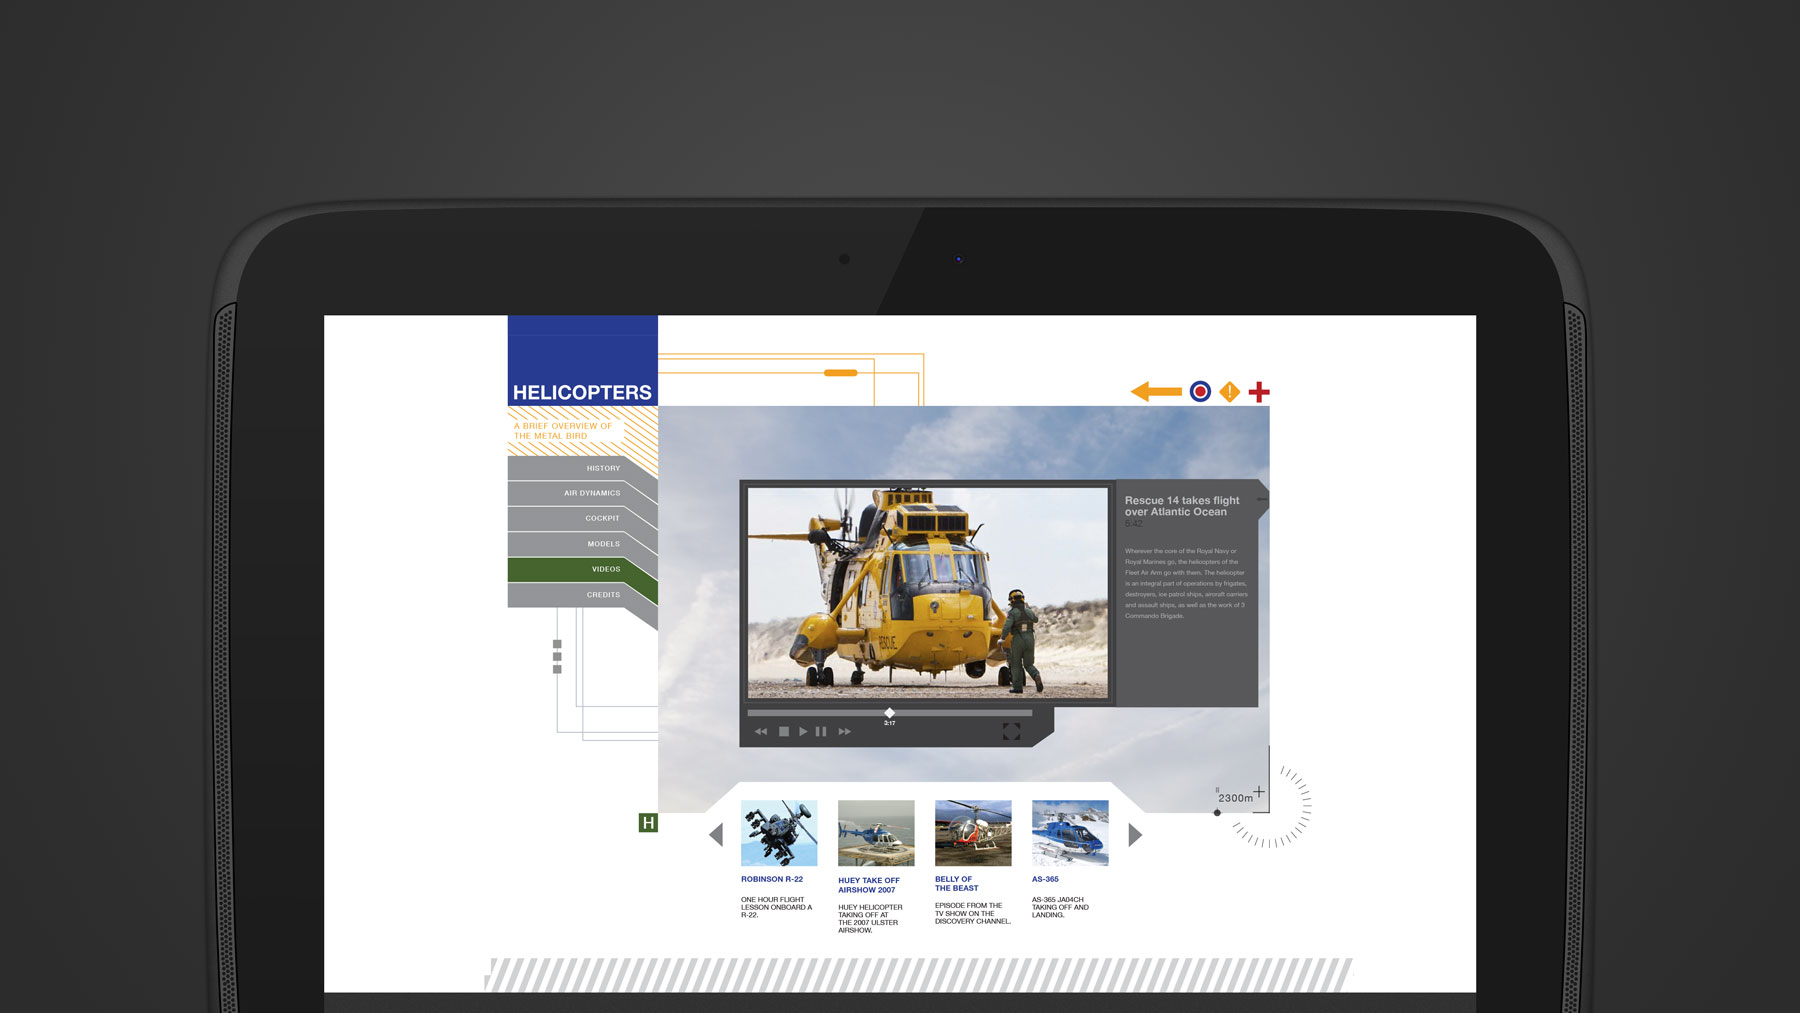 HELICOPTERS
A BRIEF OVERVIEW OF
THE METAL BIRD
HISTORY
AIR DYNAMICS
COCKPIT
MODELS
VIDEOS
CREDITS
Rescue 14 takes flight
over Atlantic Ocean
5:42
Wherever the core of the Royal Navy or
Royal Marines go, the helicopters of the
Fleet Air Arm go with them. The helicopter
is an integral part of operations by frigates,
destroyers, ice patrol ships, aircraft carriers
and assault ships, as well as the work of 3
Commando Brigade.
RESCUE
3:17
2300m
H
ROBINSON R-22
ONE HOUR FLIGHT
LESSON ONBOARD A
R-22.
HUEY TAKE OFF
AIRSHOW 2007
HUEY HELICOPTER
TAKING OFF AT
THE 2007 ULSTER
AIRSHOW.
BELLY OF
THE BEAST
EPISODE FROM THE
TV SHOW ON THE
DISCOVERY CHANNEL.
AS-365
AS-365 JA04CH
TAKING OFF AND
LANDING.